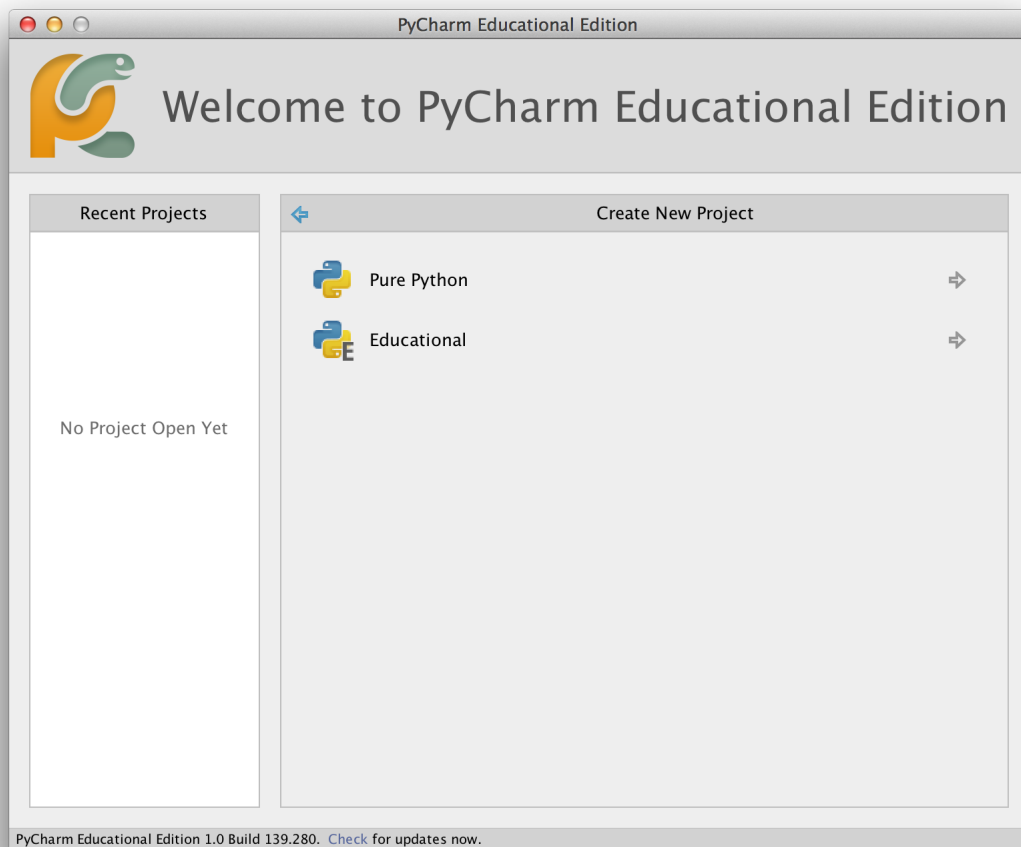 PyCharm Educational Edition
Welcome to PyCharm Educational Edition
Recent Projects
No Project Open Yet
Create New Project
Pure Python
E
Educational
PyCharm Educational Edition 1.0 Build 139.280. Check for updates now.